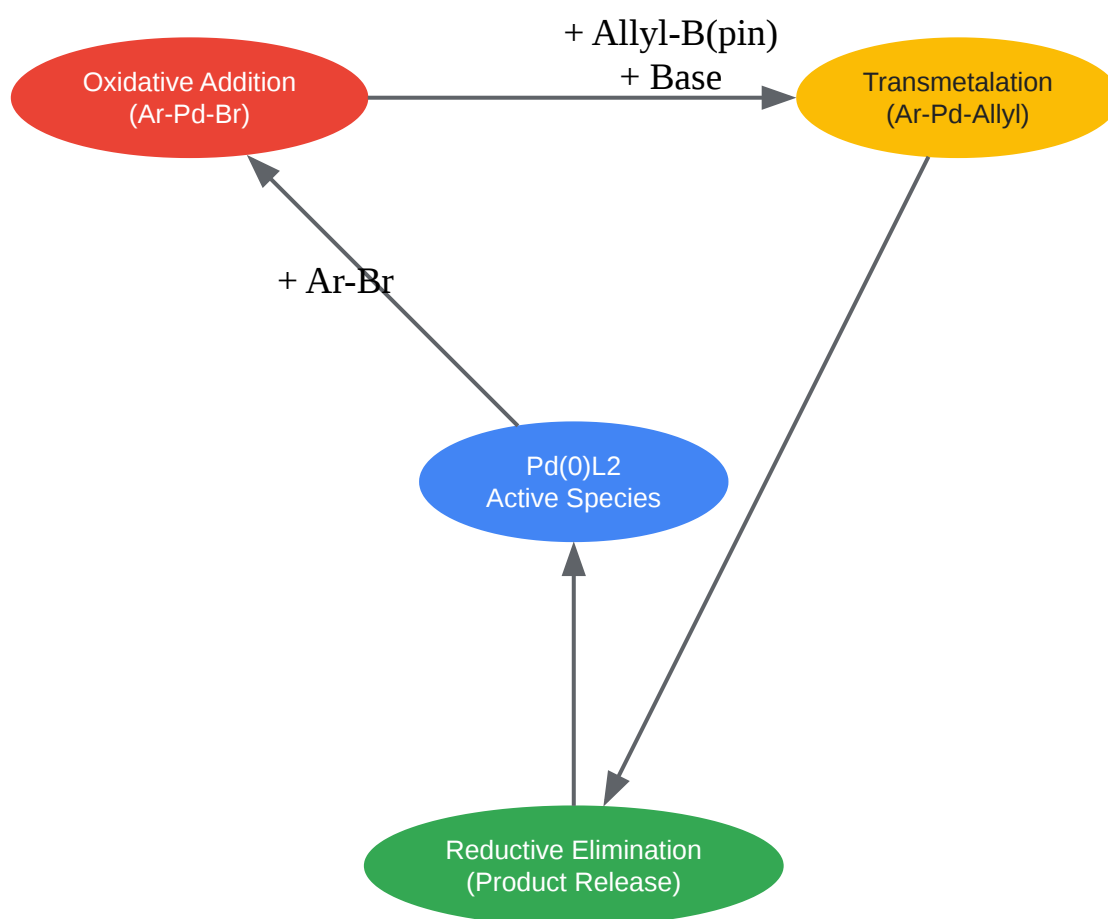 + Allyl-B(pin)
+ Base
Oxidative Addition
(Ar-Pd-Br)
Transmetalation
(Ar-Pd-Allyl)
+ Ar-Br
Pd(0)L2
Active Species
Reductive Elimination
(Product Release)